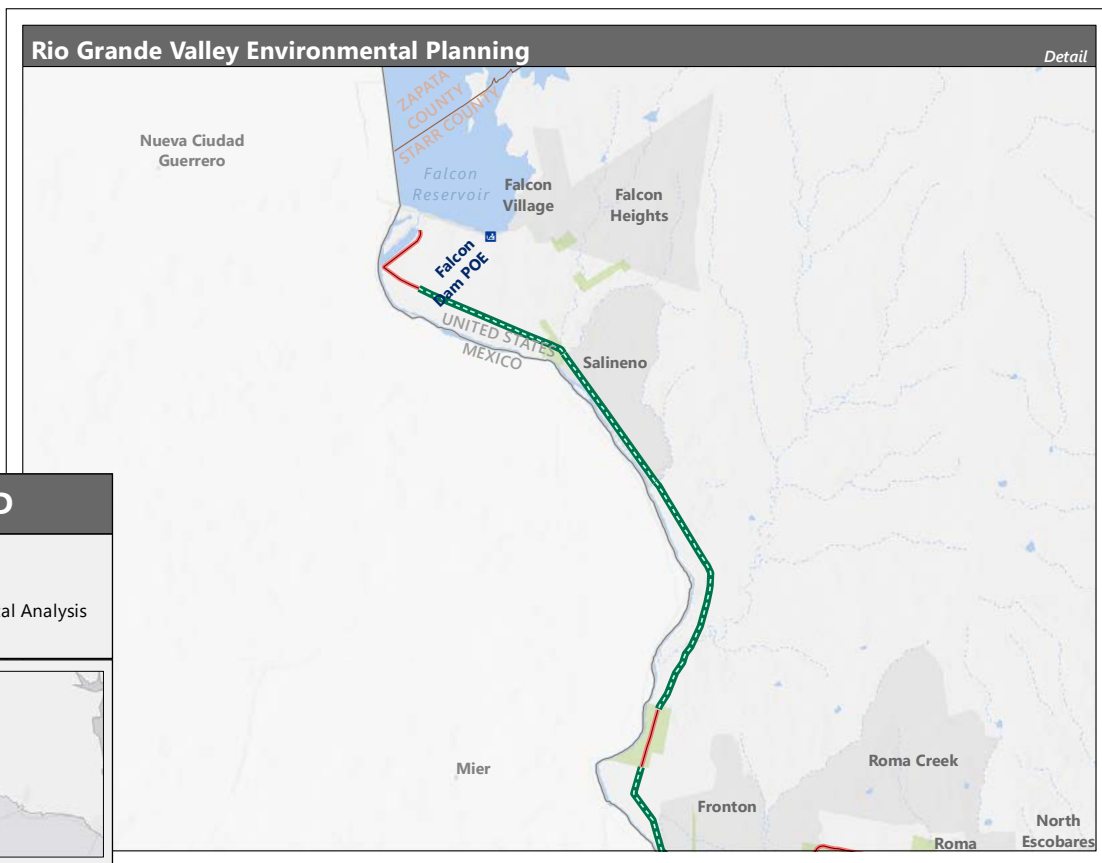 Rio Grande Valley Environmental Planning
Detail
ZAPATA
COUNTY
STARR COUNTY
Nueva Ciudad
Guerrero
Falcon
Reservoir
Falcon
Village
Falcon
Heights
Falcon
Dam POE
UNITED STATES
MEXICO
Salineno
D
al Analysis
Mier
Roma Creek
Fronton
North
Escobares
Roma